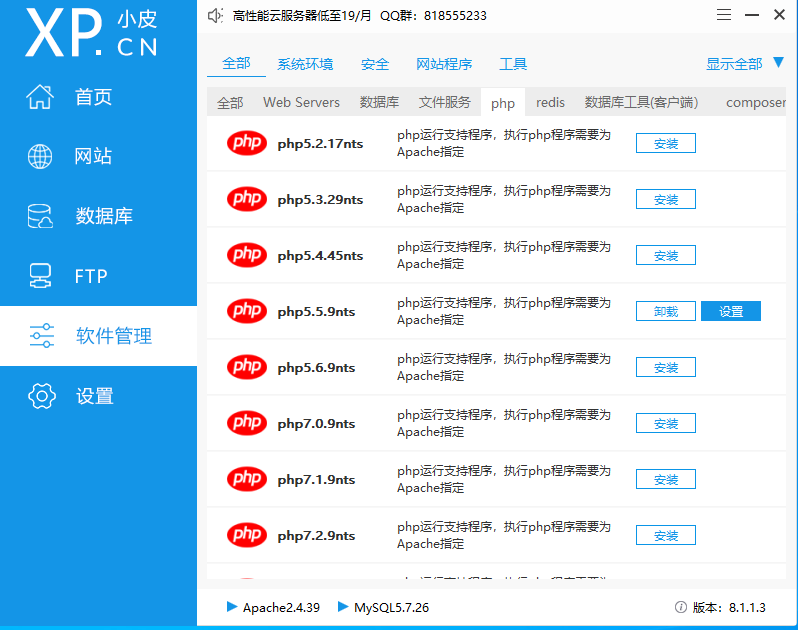 XP.小皮
.CN
高性能云服务器低至19/月 QQ群：818555233
首页
网站
数据库
FTP
软件管理
设置
全部 系统环境 安全 网站程序 工具 显示全部
全部 Web Servers 数据库 文件服务 php redis 数据库工具(客户端) composer
php php5.2.17nts php运行支持程序，执行php程序需要为 安装
Apache指定
php php5.3.29nts php运行支持程序，执行php程序需要为 安装
Apache指定
php php5.4.45nts php运行支持程序，执行php程序需要为 安装
Apache指定
php php5.5.9nts php运行支持程序，执行php程序需要为 卸载 设置
Apache指定
php php5.6.9nts php运行支持程序，执行php程序需要为 安装
Apache指定
php php7.0.9nts php运行支持程序，执行php程序需要为 安装
Apache指定
php php7.1.9nts php运行支持程序，执行php程序需要为 安装
Apache指定
php php7.2.9nts php运行支持程序，执行php程序需要为 安装
Apache指定
Apache2.4.39 MySQL5.7.26 版本：8.1.1.3